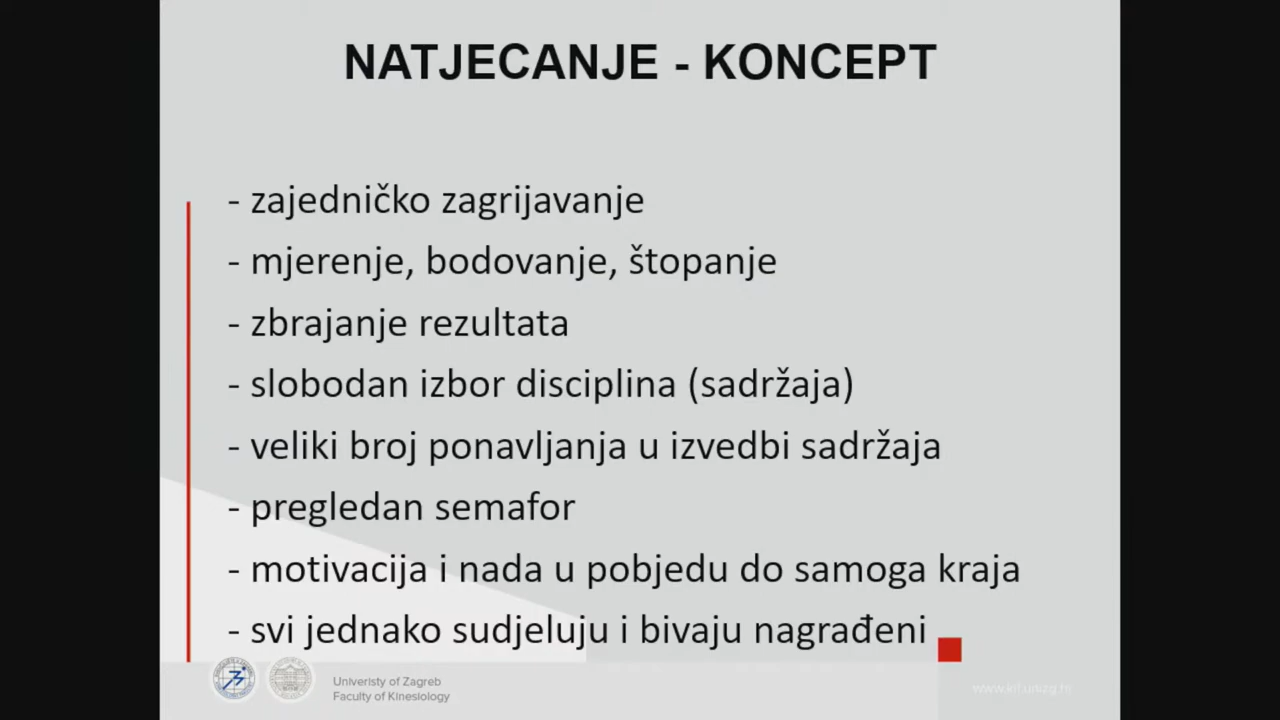 NATJECANJE - KONCEPT
- zajedničko zagrijavanje
- mjerenje, bodovanje, štopanje
- zbrajanje rezultata
- slobodan izbor disciplina (sadržaja)
- veliki broj ponavljanja u izvedbi sadržaja
- pregledan semafor
- motivacija i nada u pobjedu do samoga kraja
- svi jednako sudjeluju i bivaju nagrađeni
Univeristy of Zagreb
Faculty of Kinesiology